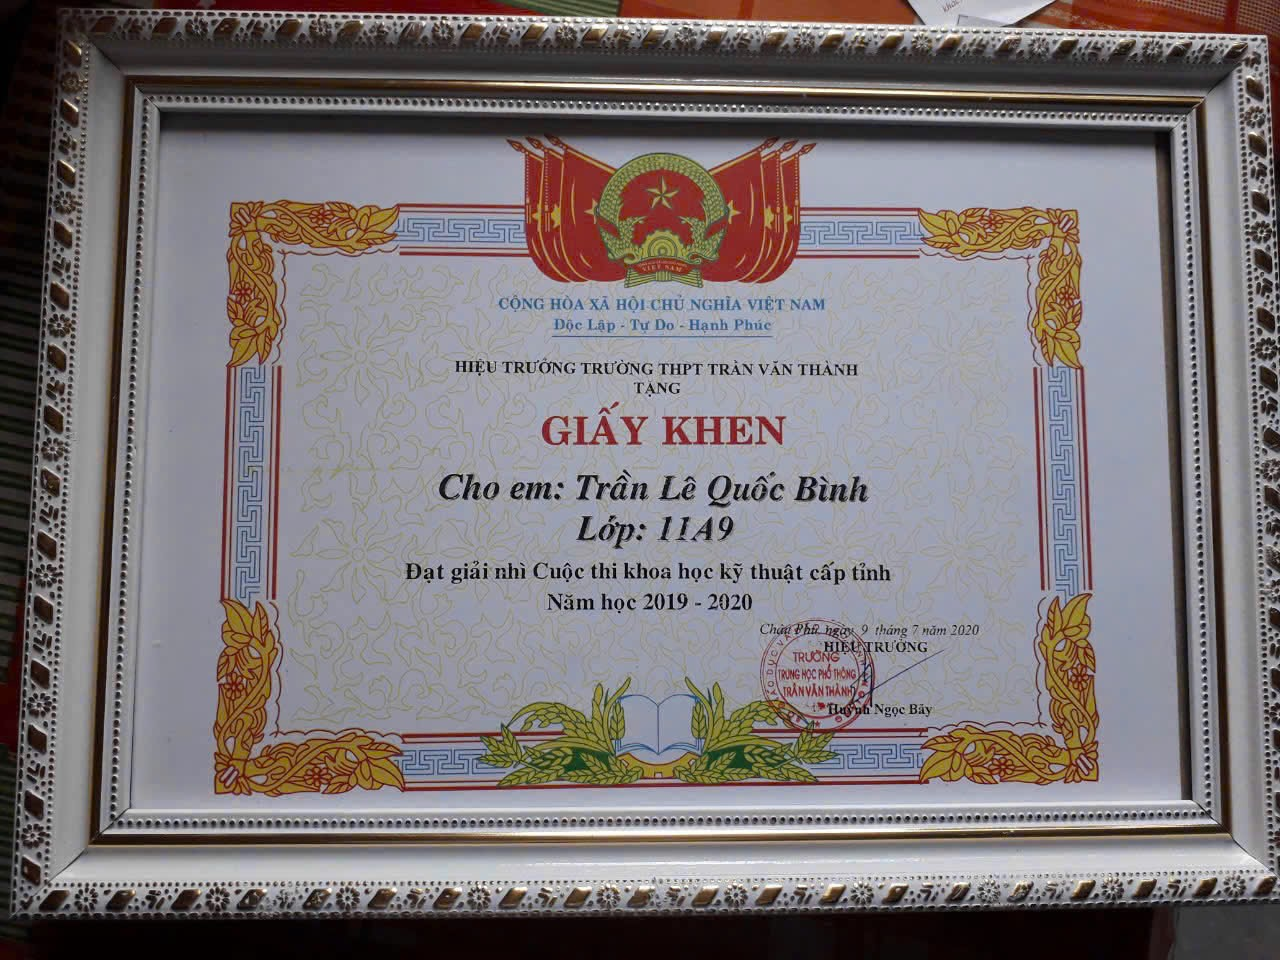 VIỆT NAM
CỘNG HÒA XÃ HỘI CHỦ NGHĨA VIỆT NAM
Độc Lập - Tự Do - Hạnh Phúc
HIỆU TRƯỞNG TRƯỜNG THPT TRẦN VĂN THÀNH
TẶNG
GIẤY KHEN
Cho em: Trần Lê Quốc Bình
Lớp: 11A9
Đạt giải nhì Cuộc thi khoa học kỹ thuật cấp tỉnh
Năm học 2019 - 2020
Châu Phú, ngày 9 tháng 7 năm 2020
HIỆU TRƯỞNG
TRƯỜNG
TRUNG HỌC PHỔ THÔNG
TRẦN VĂN THÀNH
Huỳnh Ngọc Bảy